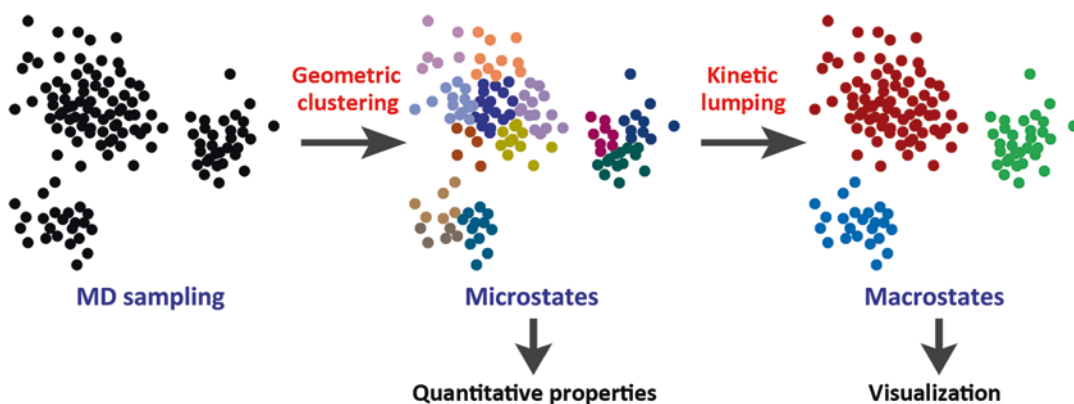 Geometric
clustering
Kinetic
lumping
MD sampling
Microstates
Macrostates
Quantitative properties
Visualization